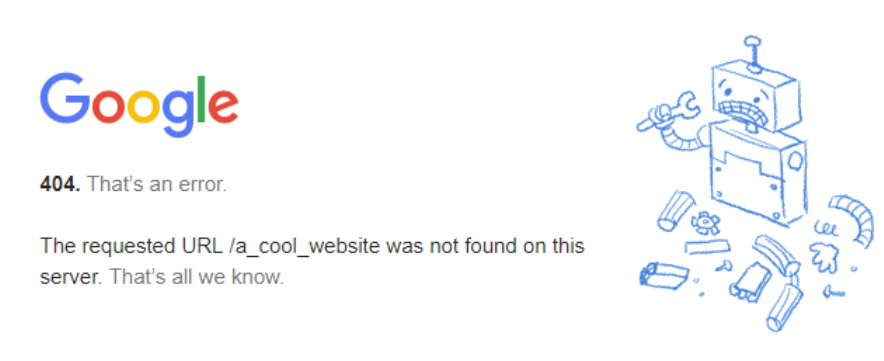 Google
404. That's an error.
The requested URL /a_cool_website was not found on this
server. That's all we know.